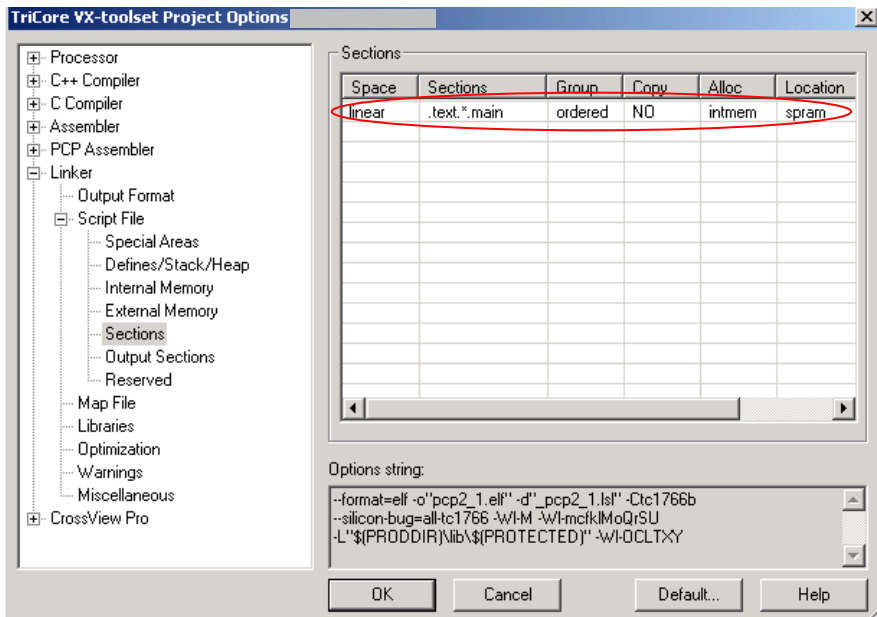 TriCore VX-toolset Project Options
Processor
C++ Compiler
C Compiler
Assembler
PCP Assembler
Linker
Output Format
Script File
Special Areas
Defines/Stack/Heap
Internal Memory
External Memory
Sections
Output Sections
Reserved
Map File
Libraries
Optimization
Warnings
Miscellaneous
CrossView Pro
Sections
Space Sections Group Copy Alloc Location
linear .text.*.main ordered NO intmem spram
Options string:
--format=elf -o"pcp2_1.elf" -d"_pcp2_1.lsl" -Ctc1766b
--silicon-bug=all-tc1766 -Wl-M -Wl-mcfklMoQrSU
-L"$(PRODDIR)\lib\$(PROTECTED)" -Wl-OCLTXY
OK Cancel Default... Help